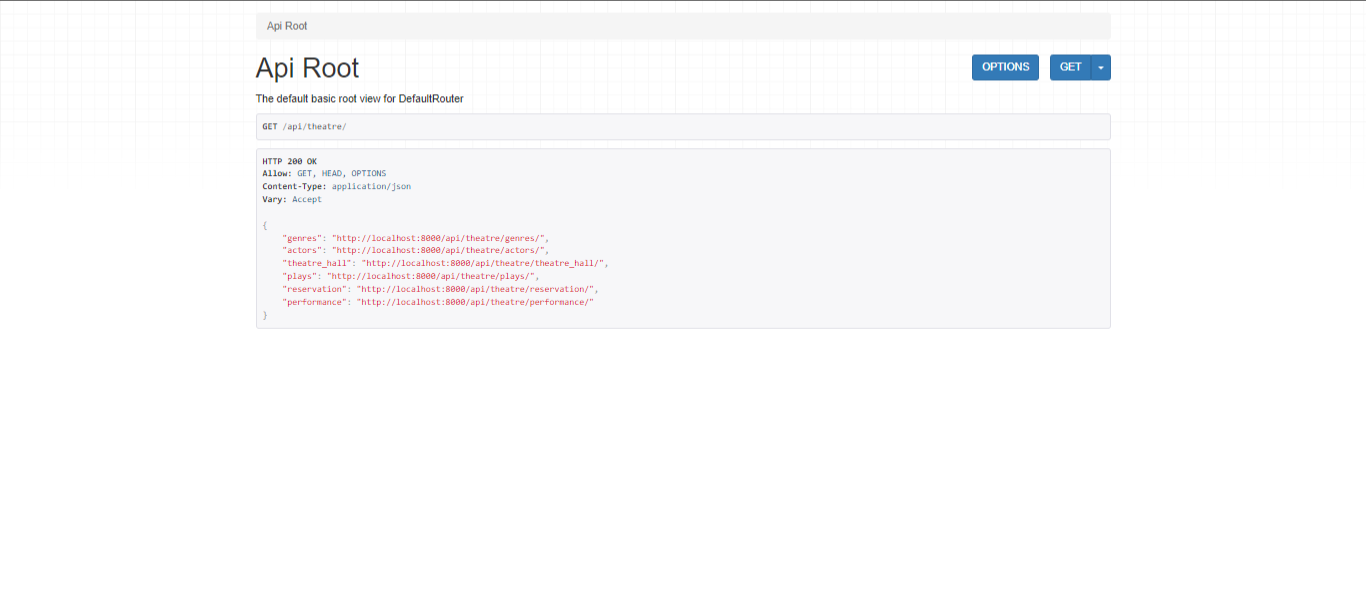 Api Root
Api Root
OPTIONS
GET
The default basic root view for DefaultRouter
GET /api/theatre/
HTTP 200 OK
Allow: GET, HEAD, OPTIONS
Content-Type: application/json
Vary: Accept
{
    "genres": "http://localhost:8000/api/theatre/genres/",
    "actors": "http://localhost:8000/api/theatre/actors/",
    "theatre_hall": "http://localhost:8000/api/theatre/theatre_hall/",
    "plays": "http://localhost:8000/api/theatre/plays/",
    "reservation": "http://localhost:8000/api/theatre/reservation/",
    "performance": "http://localhost:8000/api/theatre/performance/"
}